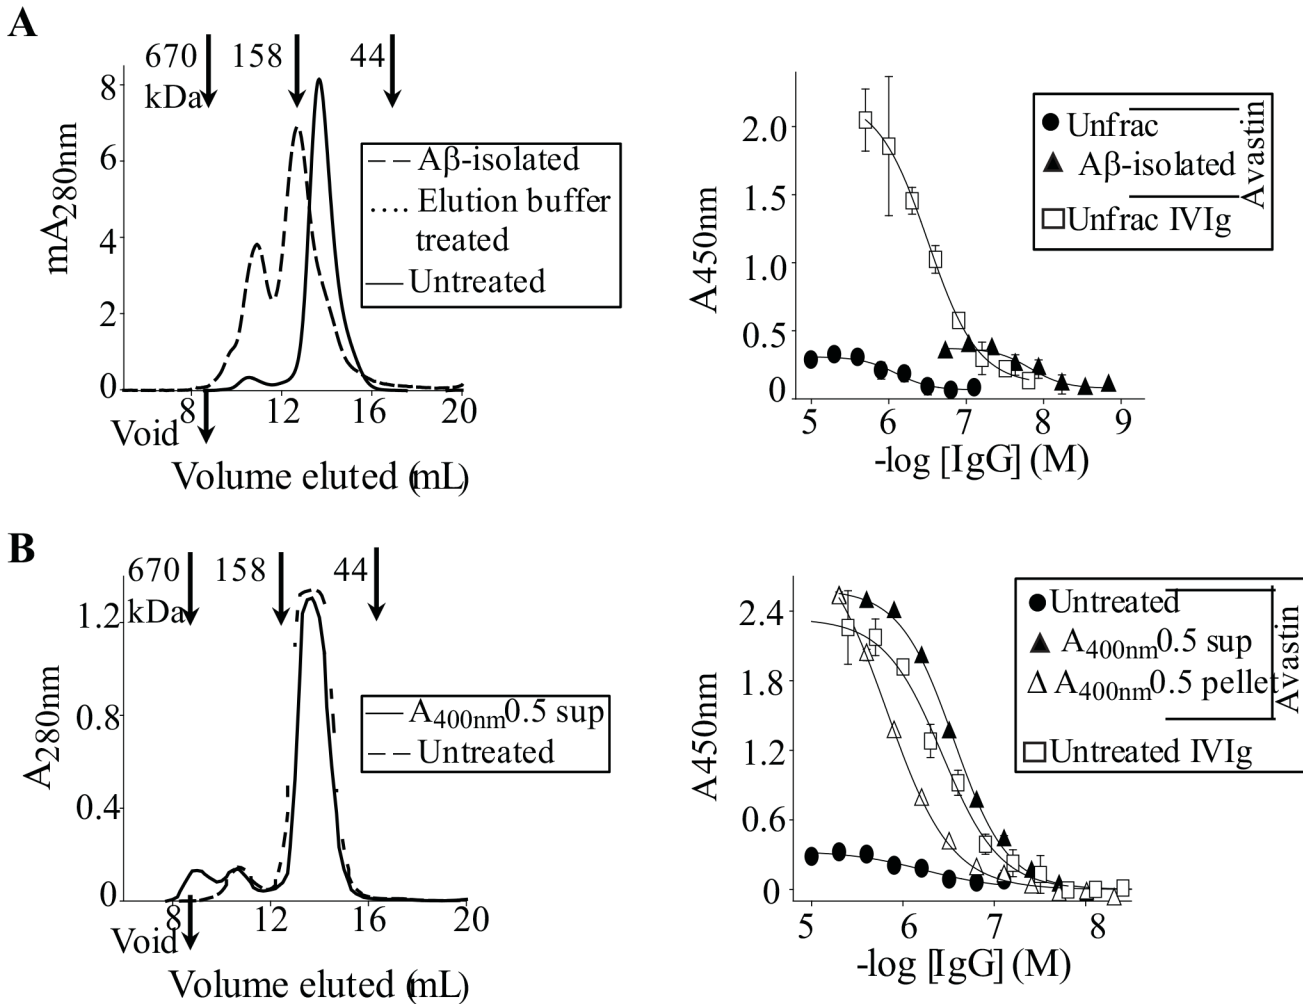 A
670 158 44
kDa
8
6
4
2
0
8 12 16 20
mA280nm
Void
Volume eluted (mL)
Aβ-isolated
Elution buffer
treated
Untreated
2.0
1.5
1.0
0.5
0
5 6 7 8 9
A450nm
-log [IgG] (M)
Unfrac
Aβ-isolated
Unfrac IVIg
Avastin
B
670 158 44
kDa
1.2
0.8
0.4
0
8 12 16 20
A280nm
Void
Volume eluted (mL)
A400nm0.5 sup
Untreated
2.4
1.8
1.2
0.6
0
5 6 7 8
A450nm
-log [IgG] (M)
Untreated
A400nm0.5 sup
A400nm0.5 pellet
Untreated IVIg
Avastin